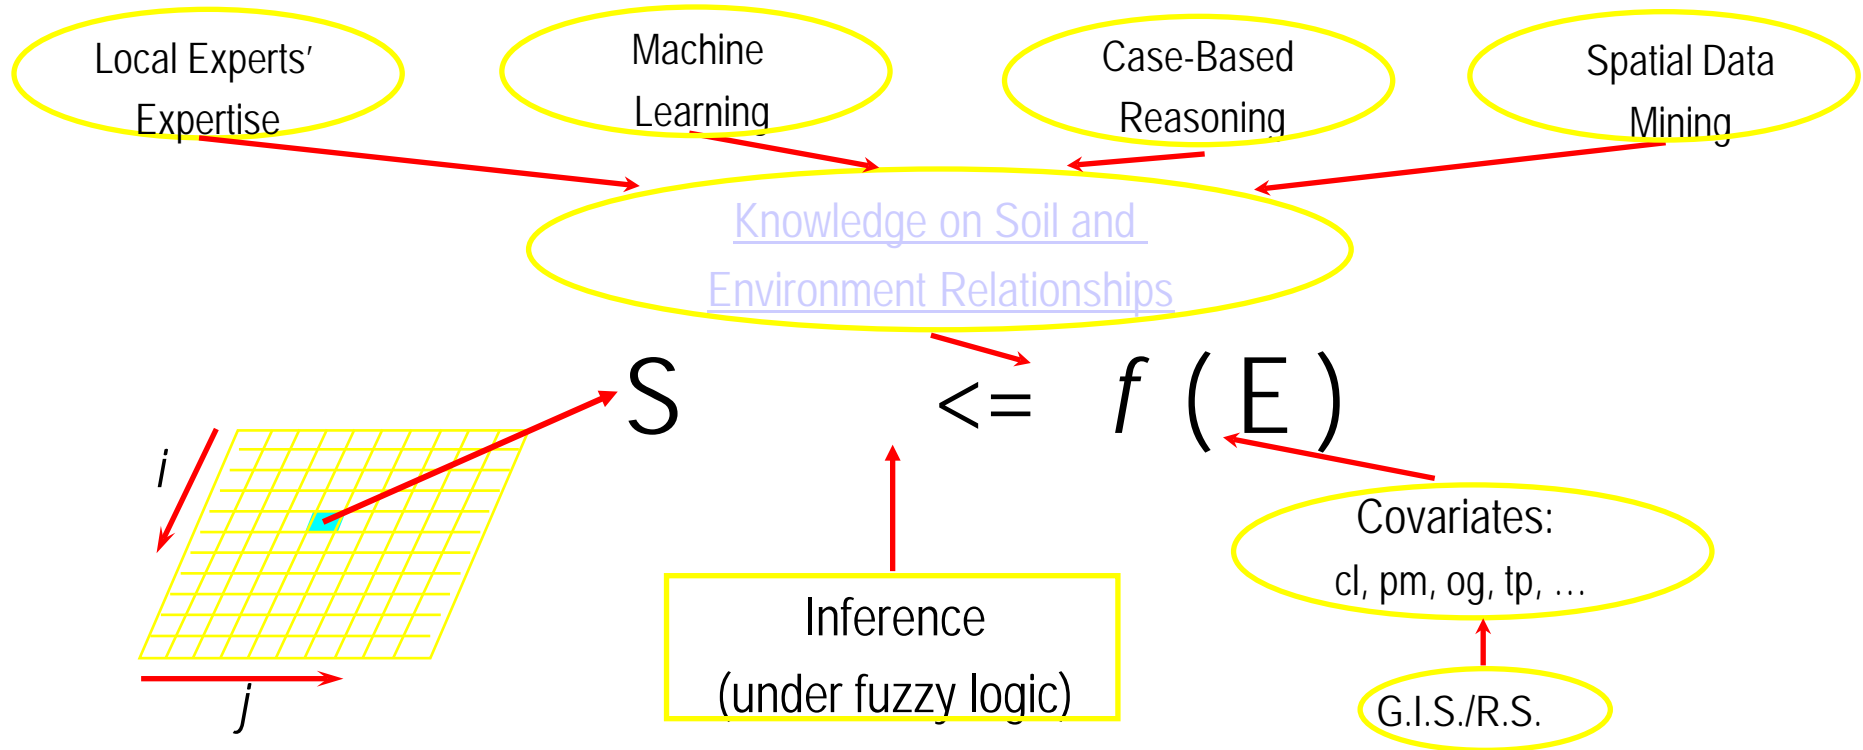 Local Experts'
Expertise
Machine
Learning
Case-Based
Reasoning
Spatial Data
Mining
Knowledge on Soil and
Environment Relationships
S <= f ( E )
i
j
Inference
(under fuzzy logic)
Covariates:
cl, pm, og, tp, …
G.I.S./R.S.